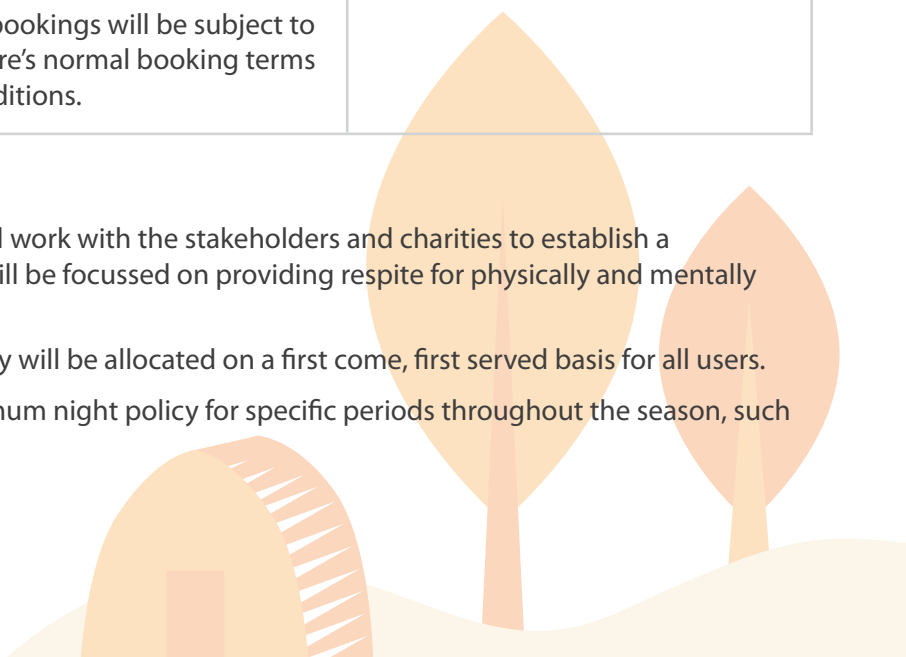 bookings will be subject to
re's normal booking terms
ditions.
l work with the stakeholders and charities to establish a
ill be focussed on providing respite for physically and mentally
y will be allocated on a first come, first served basis for all users.
num night policy for specific periods throughout the season, such